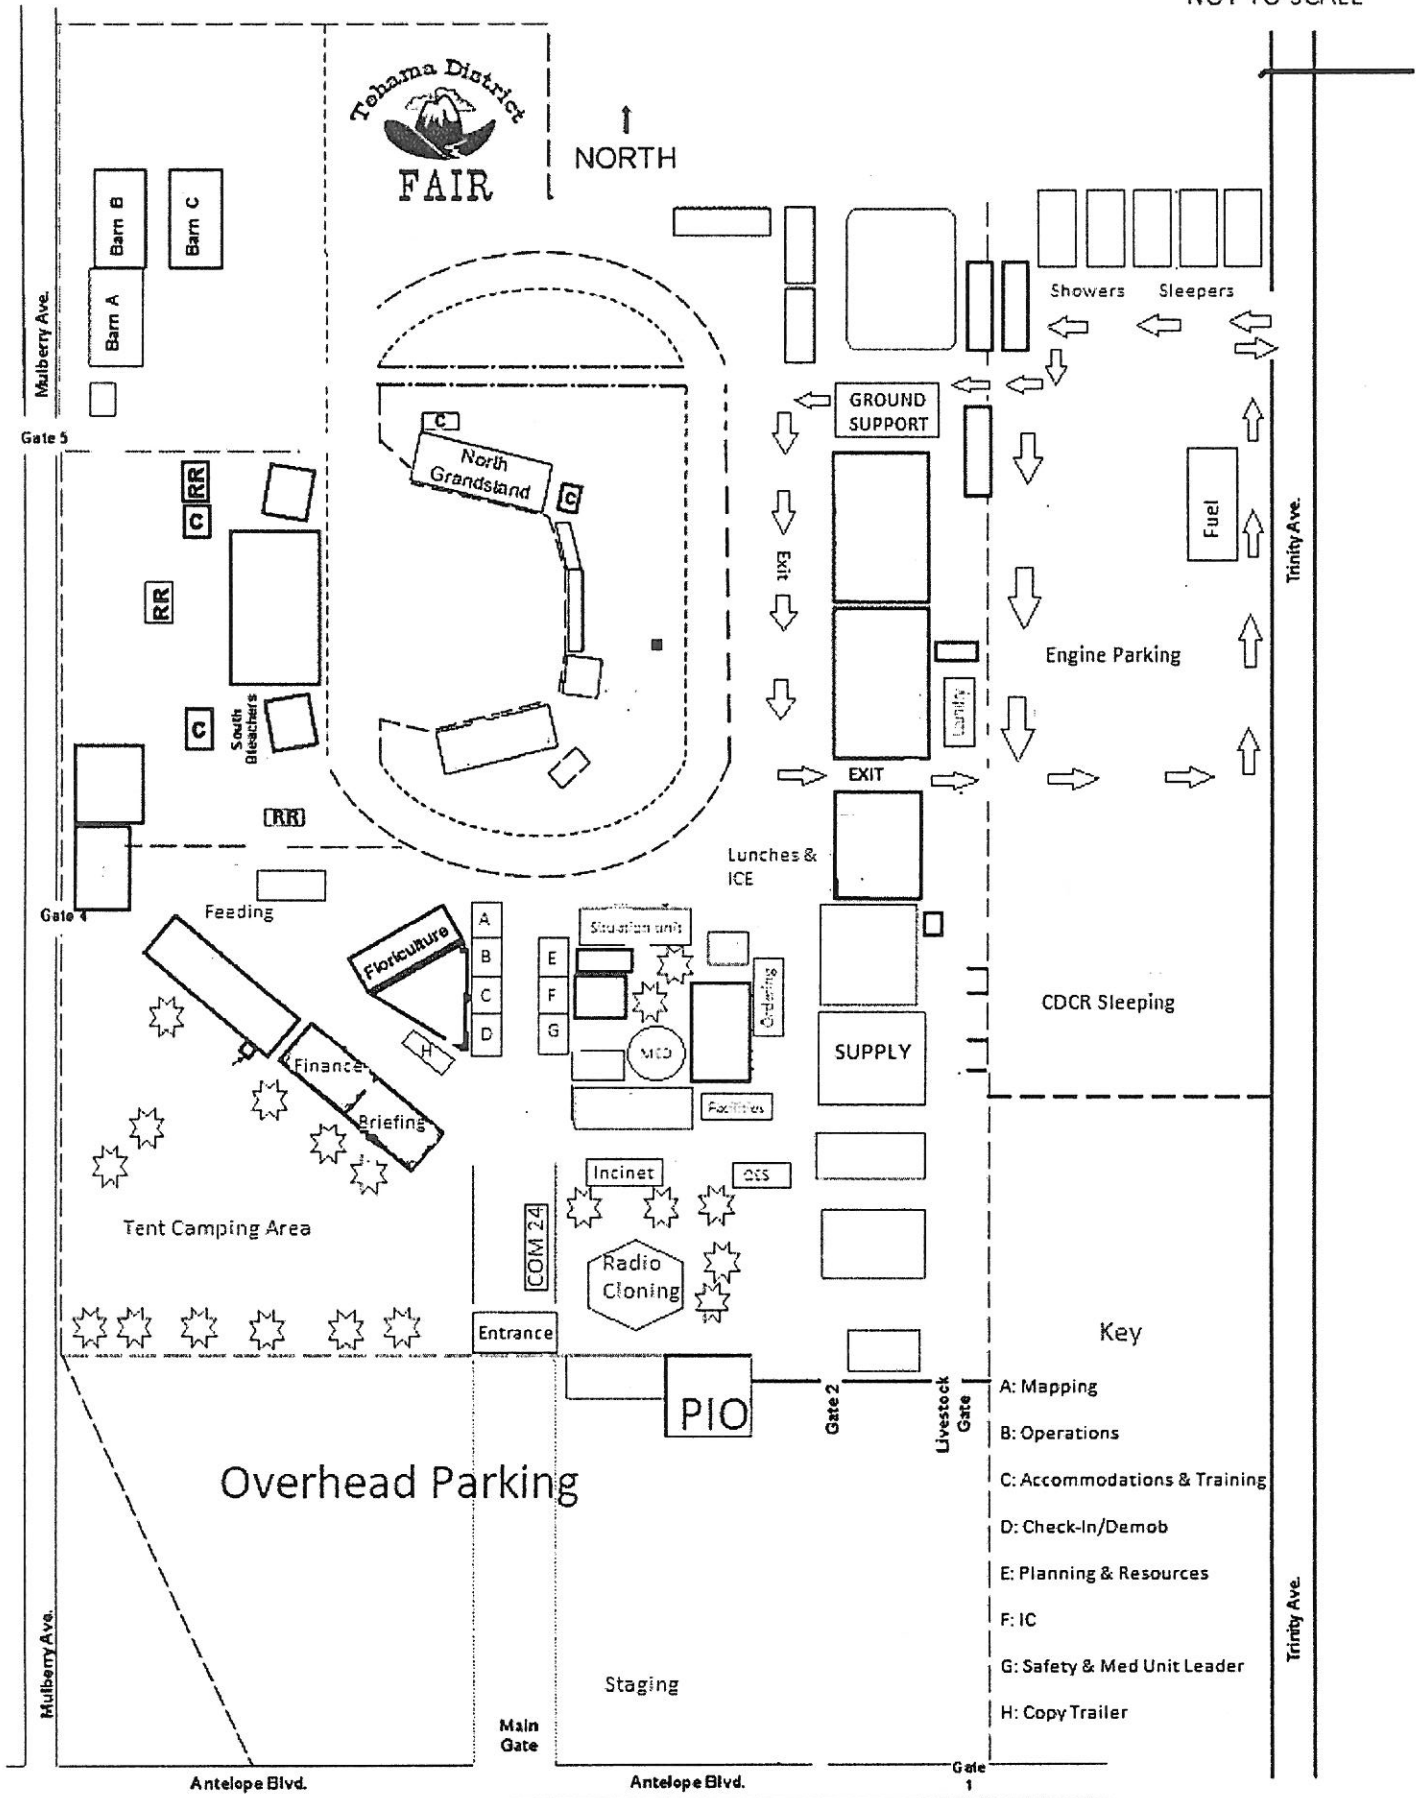 NOT TO SCALE
Tehama District
FAIR
NORTH
Barn B
Barn C
Barn A
Mulberry Ave.
Showers
Sleepers
GROUND
SUPPORT
Gate 5
C
North
Grandstand
C
RR
C
RR
Exit
Fuel
Trinity Ave.
Engine Parking
Laundry
C
South
Bleachers
EXIT
RR
Lunches &
ICE
Gate 4
Feeding
Floriculture
A
B
C
D
E
F
G
H
Situation unit
Ordering
CDCR Sleeping
MED
SUPPLY
Finance
Briefing
Facilities
Incinet
OES
Tent Camping Area
COM 24
Radio
Cloning
Entrance
PIO
Gate 2
Livestock
Gate
Key
A: Mapping
B: Operations
C: Accommodations & Training
D: Check-In/Demob
E: Planning & Resources
F: IC
G: Safety & Med Unit Leader
H: Copy Trailer
Overhead Parking
Staging
Mulberry Ave.
Trinity Ave.
Main
Gate
Gate
1
Antelope Blvd.
Antelope Blvd.